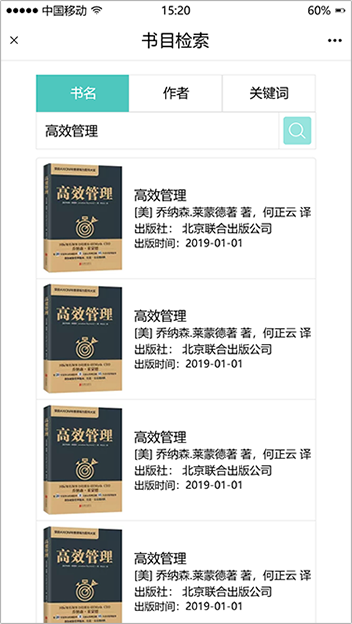 中国移动 15:20 60%
书目检索
书名 作者 关键词
高效管理
高效管理
高效管理
[美] 乔纳森.莱蒙德著 著，何正云 译
出版社： 北京联合出版公司
出版时间：2019-01-01
高效管理
高效管理
[美] 乔纳森.莱蒙德著 著，何正云 译
出版社： 北京联合出版公司
出版时间：2019-01-01
高效管理
高效管理
[美] 乔纳森.莱蒙德著 著，何正云 译
出版社： 北京联合出版公司
出版时间：2019-01-01
高效管理
高效管理
[美] 乔纳森.莱蒙德著 著，何正云 译
出版社： 北京联合出版公司
出版时间：2019-01-01